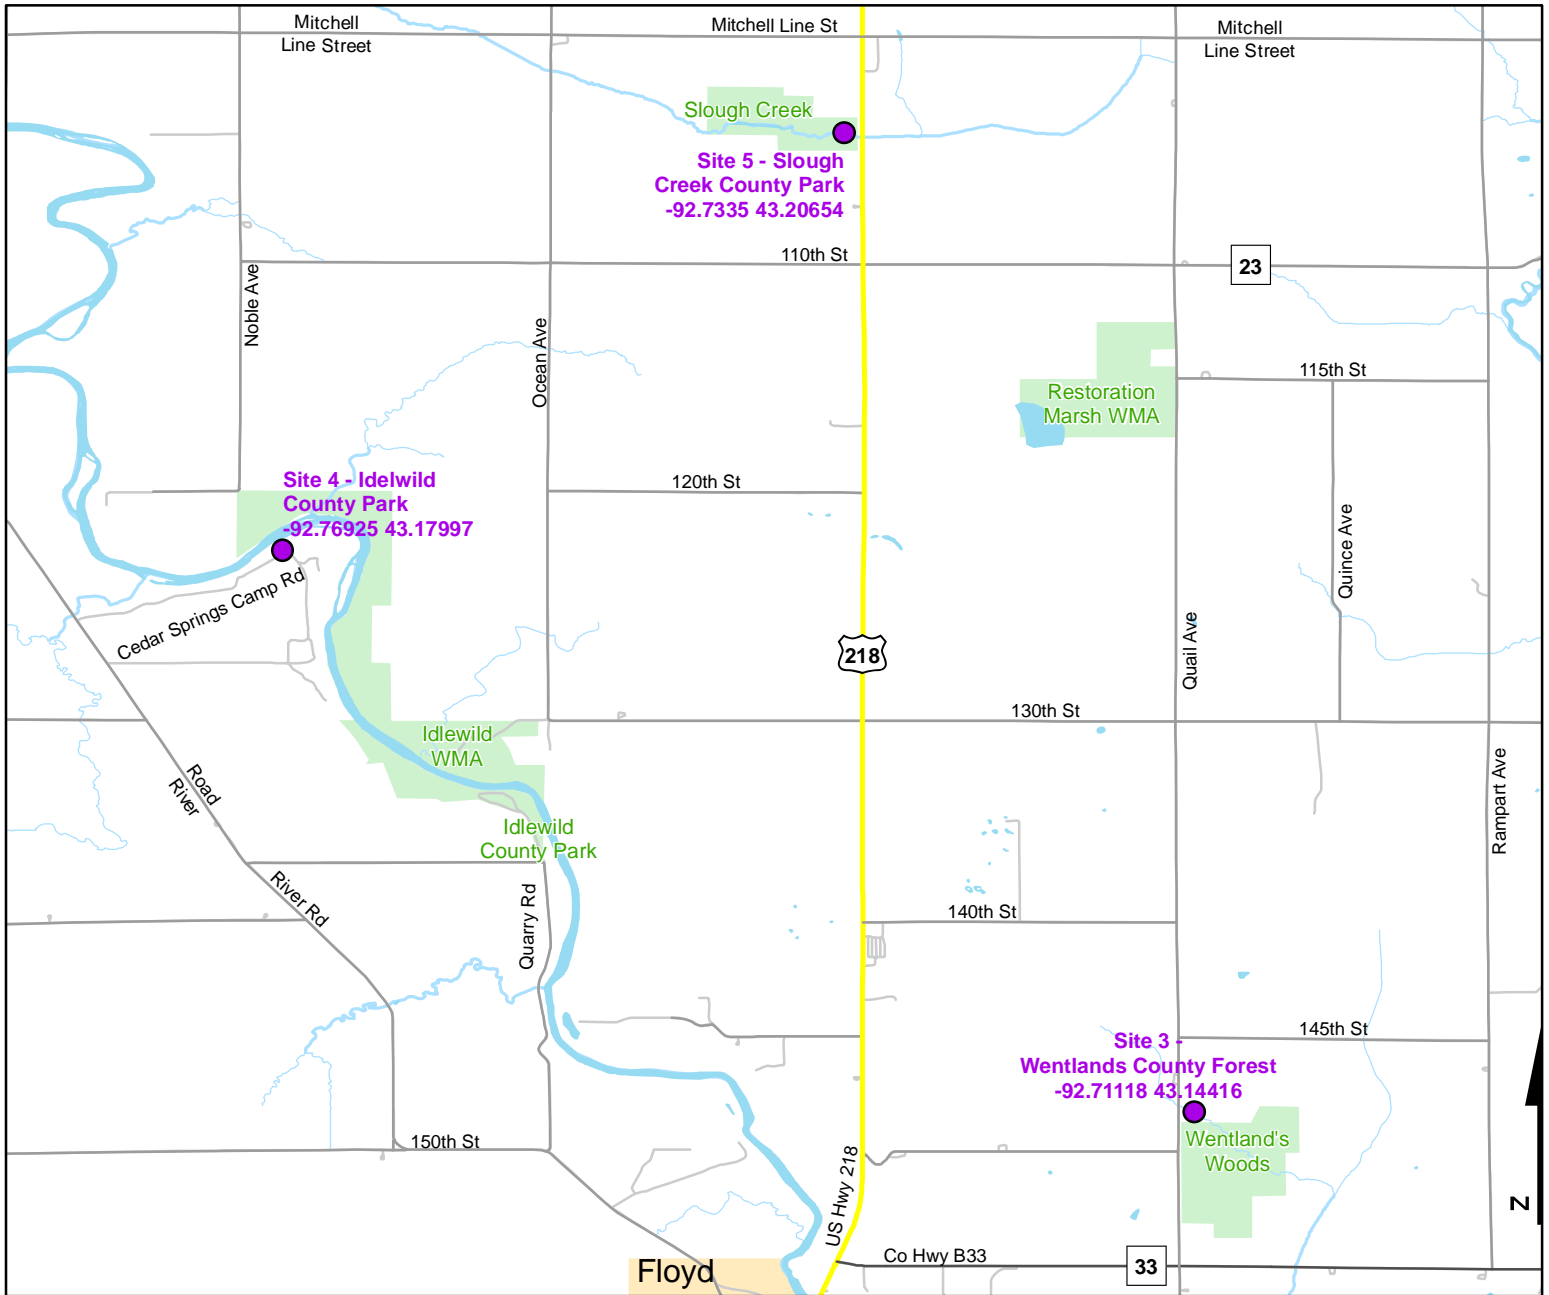 Mitchell
Line Street
Mitchell Line St
Mitchell
Line Street
Slough Creek
Site 5 - Slough
Creek County Park
-92.7335 43.20654
110th St
23
Noble Ave
Ocean Ave
115th St
Restoration
Marsh WMA
Site 4 - Idelwild
County Park
-92.76925 43.17997
120th St
Quince Ave
Cedar Springs Camp Rd
218
Quail Ave
130th St
Idlewild
WMA
Road
River
Rampart Ave
Idlewild
County Park
River Rd
Quarry Rd
140th St
145th St
Site 3 -
Wentlands County Forest
-92.71118 43.14416
150th St
Wentland's
Woods
US Hwy 218
N
Co Hwy B33
33
Floyd